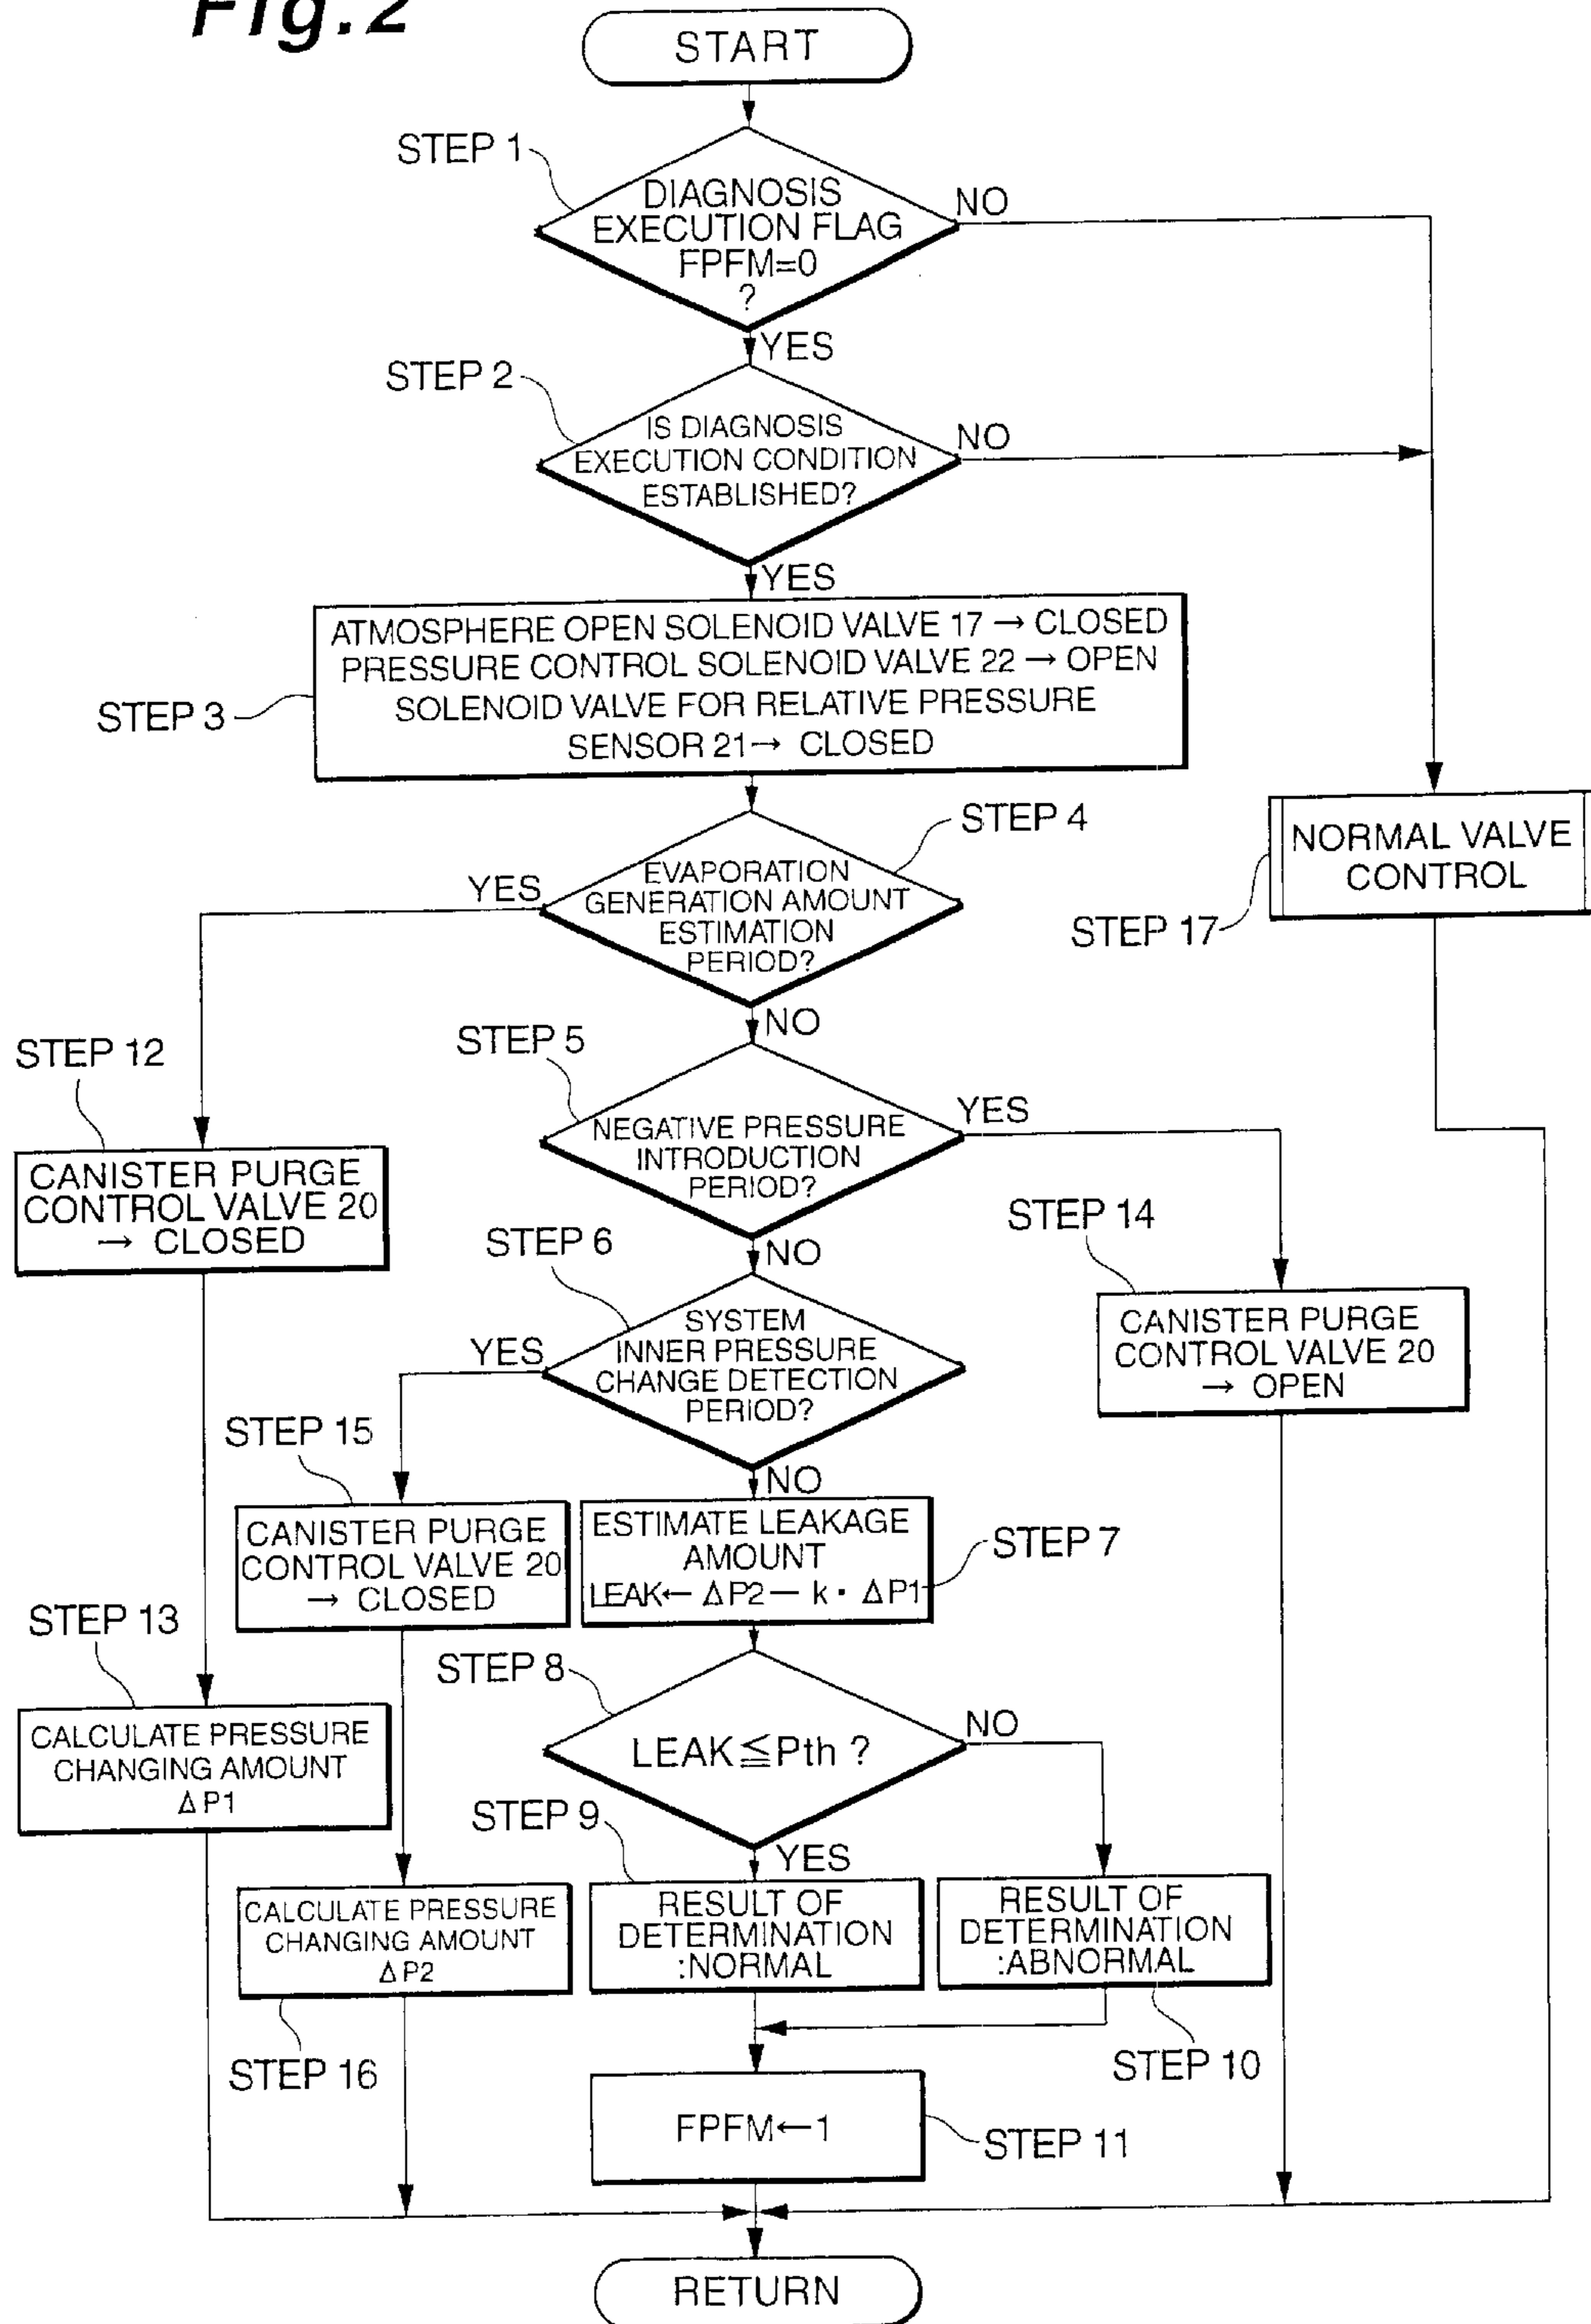 Fig.2
START
STEP 1
DIAGNOSIS
EXECUTION FLAG
FPFM=0
?
NO
YES
STEP 2
IS DIAGNOSIS
EXECUTION CONDITION
ESTABLISHED?
NO
YES
STEP 3
ATMOSPHERE OPEN SOLENOID VALVE 17 → CLOSED
PRESSURE CONTROL SOLENOID VALVE 22 → OPEN
SOLENOID VALVE FOR RELATIVE PRESSURE
SENSOR 21 → CLOSED
STEP 4
EVAPORATION
GENERATION AMOUNT
ESTIMATION
PERIOD?
YES
NO
NORMAL VALVE
CONTROL
STEP 17
STEP 5
NEGATIVE PRESSURE
INTRODUCTION
PERIOD?
YES
NO
STEP 12
CANISTER PURGE
CONTROL VALVE 20
→ CLOSED
STEP 14
CANISTER PURGE
CONTROL VALVE 20
→ OPEN
STEP 6
SYSTEM
INNER PRESSURE
CHANGE DETECTION
PERIOD?
YES
NO
STEP 15
CANISTER PURGE
CONTROL VALVE 20
→ CLOSED
ESTIMATE LEAKAGE
AMOUNT
LEAK← ΔP2 — k · ΔP1
STEP 7
STEP 13
CALCULATE PRESSURE
CHANGING AMOUNT
ΔP1
STEP 8
LEAK≦Pth ?
NO
YES
STEP 9
RESULT OF
DETERMINATION
:NORMAL
RESULT OF
DETERMINATION
:ABNORMAL
STEP 10
CALCULATE PRESSURE
CHANGING AMOUNT
ΔP2
STEP 16
FPFM←1
STEP 11
RETURN